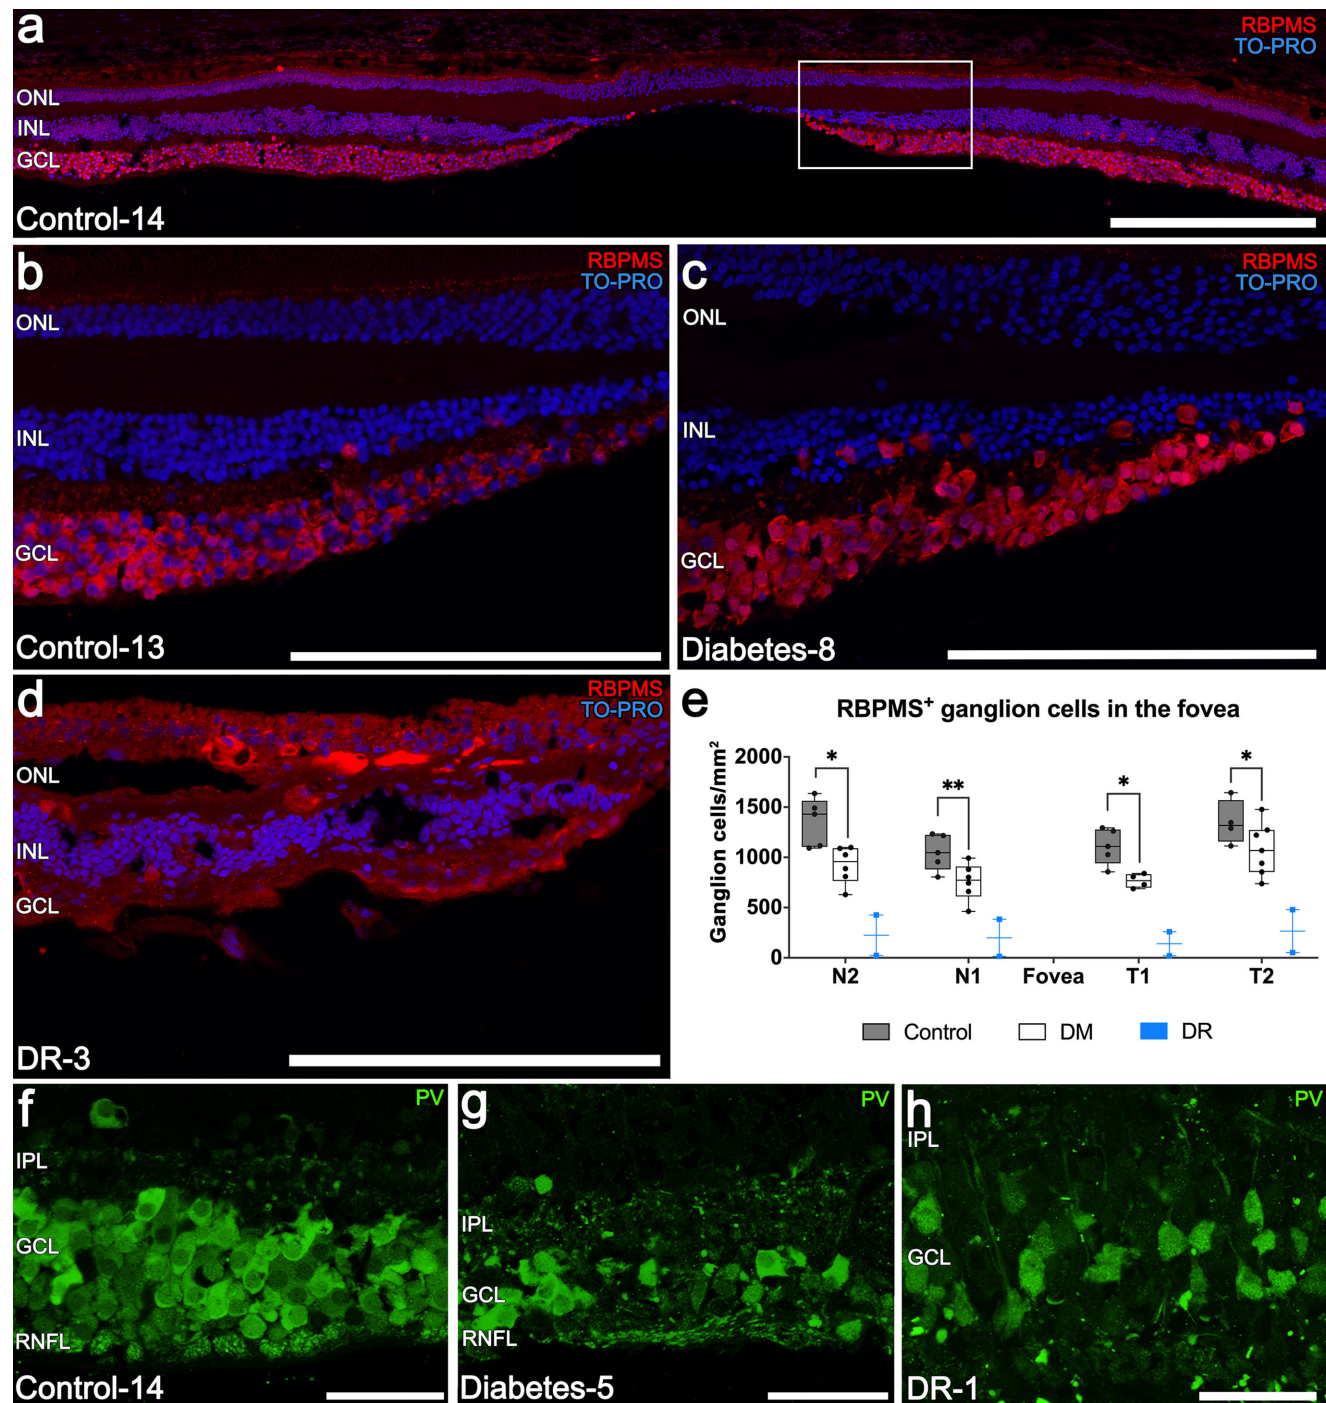 a
RBPMS
TO-PRO
ONL
INL
GCL
Control-14
b
RBPMS
TO-PRO
ONL
INL
GCL
Control-13
c
RBPMS
TO-PRO
ONL
INL
GCL
Diabetes-8
d
RBPMS
TO-PRO
ONL
INL
GCL
DR-3
e
RBPMS⁺ ganglion cells in the fovea
Ganglion cells/mm²
2000
1500
1000
500
0
*
**
*
*
N2 N1 Fovea T1 T2
Control DM DR
f
PV
IPL
GCL
RNFL
Control-14
g
PV
IPL
GCL
RNFL
Diabetes-5
h
PV
IPL
GCL
DR-1